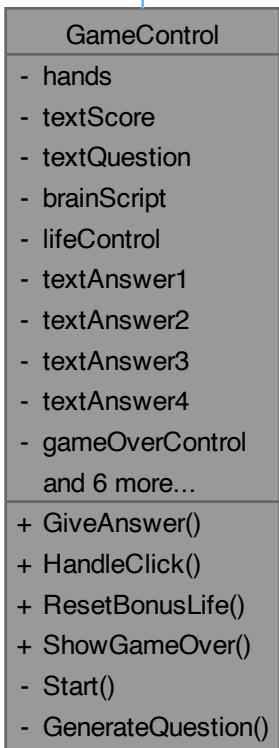 GameControl
- hands
- textScore
- textQuestion
- brainScript
- lifeControl
- textAnswer1
- textAnswer2
- textAnswer3
- textAnswer4
- gameOverControl
and 6 more...
+ GiveAnswer()
+ HandleClick()
+ ResetBonusLife()
+ ShowGameOver()
- Start()
- GenerateQuestion()